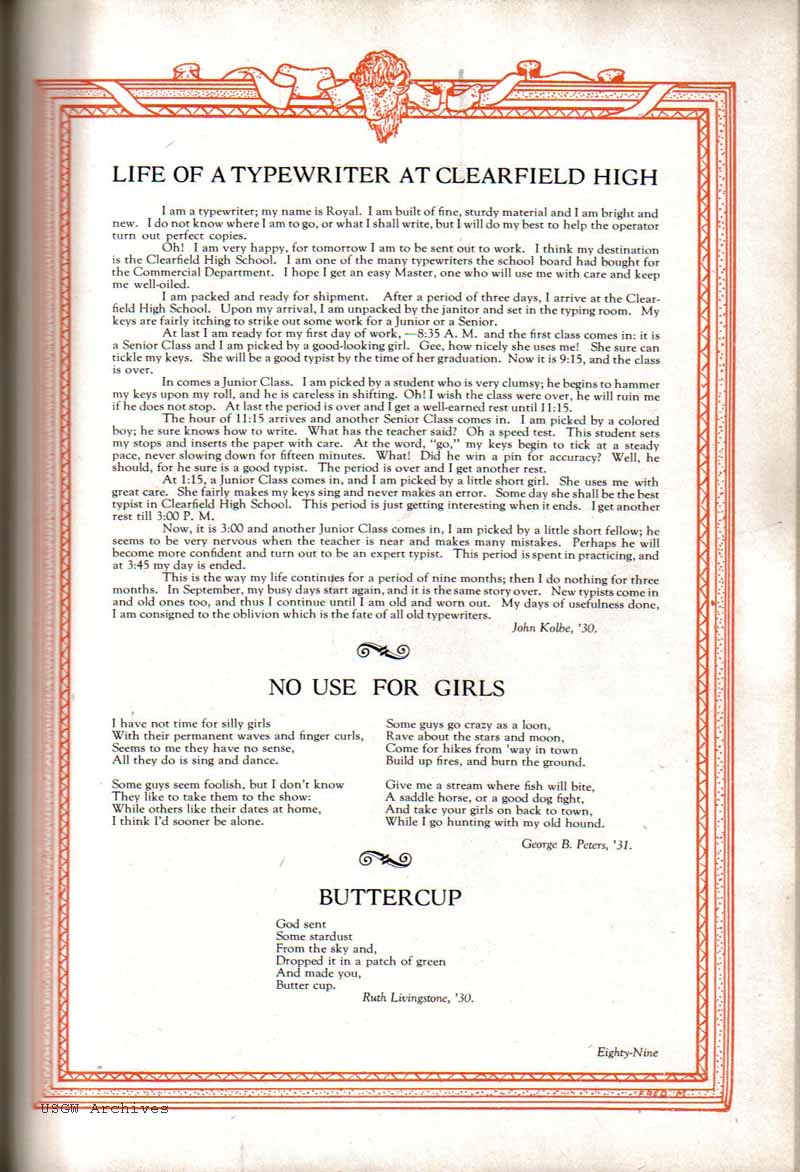 LIFE OF A TYPEWRITER AT CLEARFIELD HIGH
I am a typewriter; my name is Royal. I am built of fine, sturdy material and I am bright and
new. I do not know where I am to go, or what I shall write, but I will do my best to help the operator
turn out perfect copies.
Oh! I am very happy, for tomorrow I am to be sent out to work. I think my destination
is the Clearfield High School. I am one of the many typewriters the school board had bought for
the Commercial Department. I hope I get an easy Master, one who will use me with care and keep
me well-oiled.
I am packed and ready for shipment. After a period of three days, I arrive at the Clear-
field High School. Upon my arrival, I am unpacked by the janitor and set in the typing room. My
keys are fairly itching to strike out some work for a Junior or a Senior.
At last I am ready for my first day of work, —8:35 A. M. and the first class comes in: it is
a Senior Class and I am picked by a good-looking girl. Gee, how nicely she uses me! She sure can
tickle my keys. She will be a good typist by the time of her graduation. Now it is 9:15, and the class
is over.
In comes a Junior Class. I am picked by a student who is very clumsy; he begins to hammer
my keys upon my roll, and he is careless in shifting. Oh! I wish the class were over, he will ruin me
if he does not stop. At last the period is over and I get a well-earned rest until 11:15.
The hour of 11:15 arrives and another Senior Class comes in. I am picked by a colored
boy; he sure knows how to write. What has the teacher said? Oh a speed test. This student sets
my stops and inserts the paper with care. At the word, “go,” my keys begin to tick at a steady
pace, never slowing down for fifteen minutes. What! Did he win a pin for accuracy? Well, he
should, for he sure is a good typist. The period is over and I get another rest.
At 1:15, a Junior Class comes in, and I am picked by a little short girl. She uses me with
great care. She fairly makes my keys sing and never makes an error. Some day she shall be the best
typist in Clearfield High School. This period is just getting interesting when it ends. I get another
rest till 3:00 P. M.
Now, it is 3:00 and another Junior Class comes in, I am picked by a little short fellow; he
seems to be very nervous when the teacher is near and makes many mistakes. Perhaps he will
become more confident and turn out to be an expert typist. This period is spent in practicing, and
at 3:45 my day is ended.
This is the way my life continues for a period of nine months; then I do nothing for three
months. In September, my busy days start again, and it is the same story over. New typists come in
and old ones too, and thus I continue until I am old and worn out. My days of usefulness done,
I am consigned to the oblivion which is the fate of all old typewriters.
John Kolbe, '30.
NO USE FOR GIRLS
I have not time for silly girls
With their permanent waves and finger curls,
Seems to me they have no sense,
All they do is sing and dance.
Some guys seem foolish, but I don't know
They like to take them to the show:
While others like their dates at home,
I think I'd sooner be alone.
Some guys go crazy as a loon,
Rave about the stars and moon,
Come for hikes from 'way in town
Build up fires, and burn the ground.
Give me a stream where fish will bite,
A saddle horse, or a good dog fight,
And take your girls on back to town,
While I go hunting with my old hound.
George B. Peters, '31.
BUTTERCUP
God sent
Some stardust
From the sky and,
Dropped it in a patch of green
And made you,
Butter cup.
Ruth Livingstone, '30.
Eighty-Nine
FRED M
USGW Archives